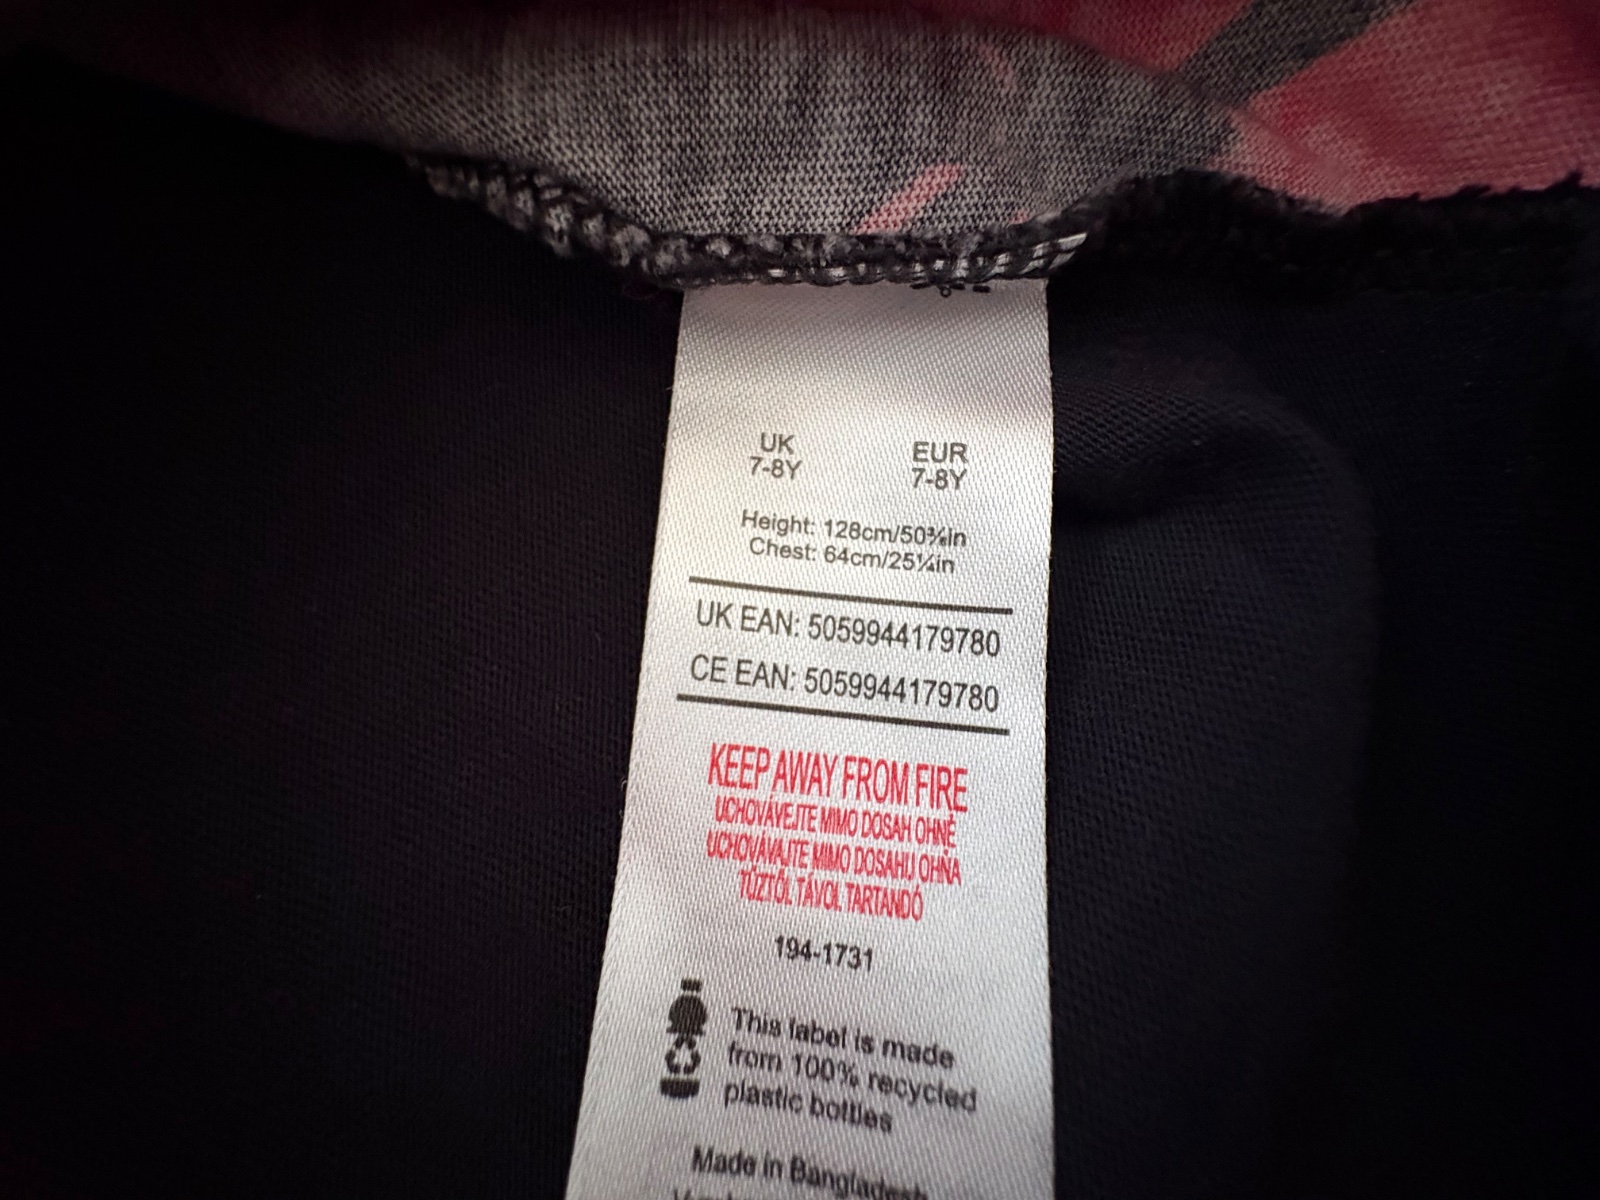 UK EUR
7-8Y 7-8Y
Height: 128cm/50¾in
Chest: 64cm/25¼in
UK EAN: 5059944179780
CE EAN: 5059944179780
KEEP AWAY FROM FIRE
UCHOVÁVEJTE MIMO DOSAH OHNĚ
UCHOVÁVAJTE MIMO DOSAHU OHŇA
TŰZTŐL TÁVOL TARTANDÓ
194-1731
This label is made
from 100% recycled
plastic bottles
Made in Bangladesh